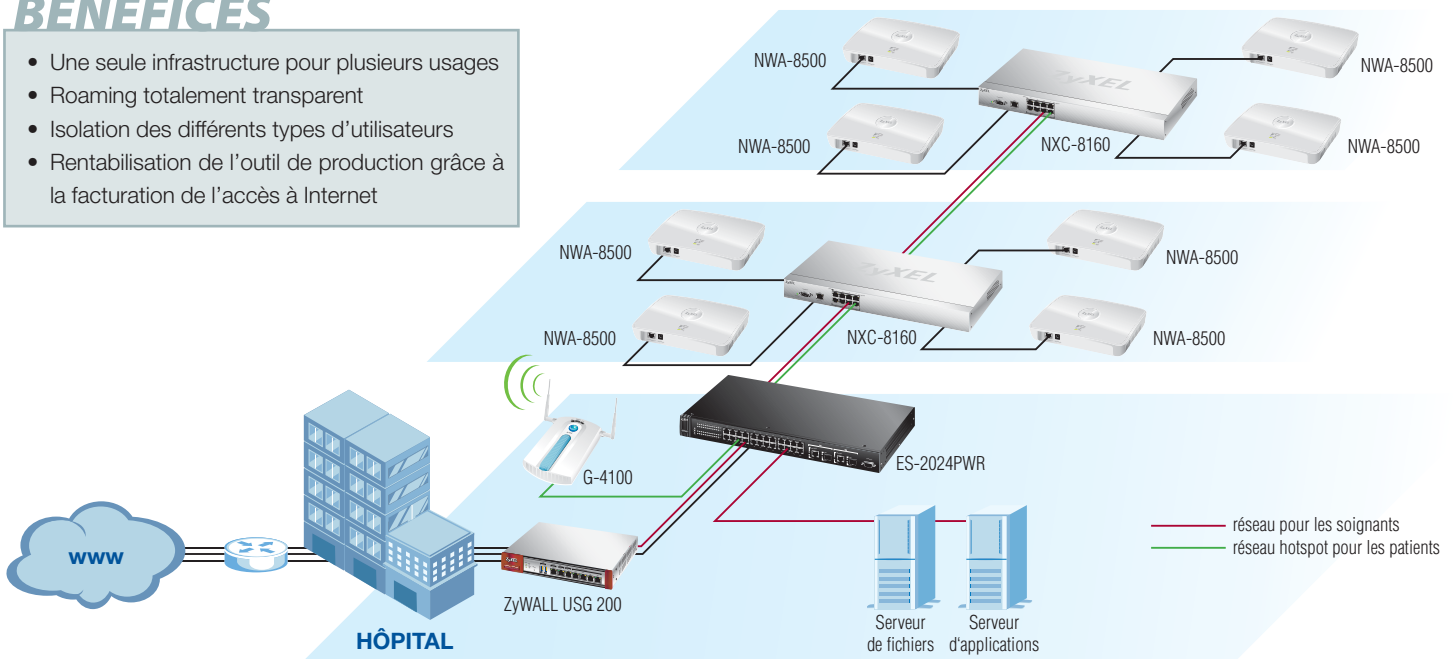 BÉNÉFICES
• Une seule infrastructure pour plusieurs usages
• Roaming totalement transparent
• Isolation des différents types d’utilisateurs
• Rentabilisation de l’outil de production grâce à
la facturation de l’accès à Internet
NWA-8500
NWA-8500
ZyXEL
NWA-8500
NXC-8160
NWA-8500
NWA-8500
NWA-8500
ZyXEL
NWA-8500
NXC-8160
NWA-8500
G-4100
ES-2024PWR
www
ZyXEL
ZyWALL USG 200
HÔPITAL
Serveur
de fichiers
Serveur
d‘applications
réseau pour les soignants
réseau hotspot pour les patients